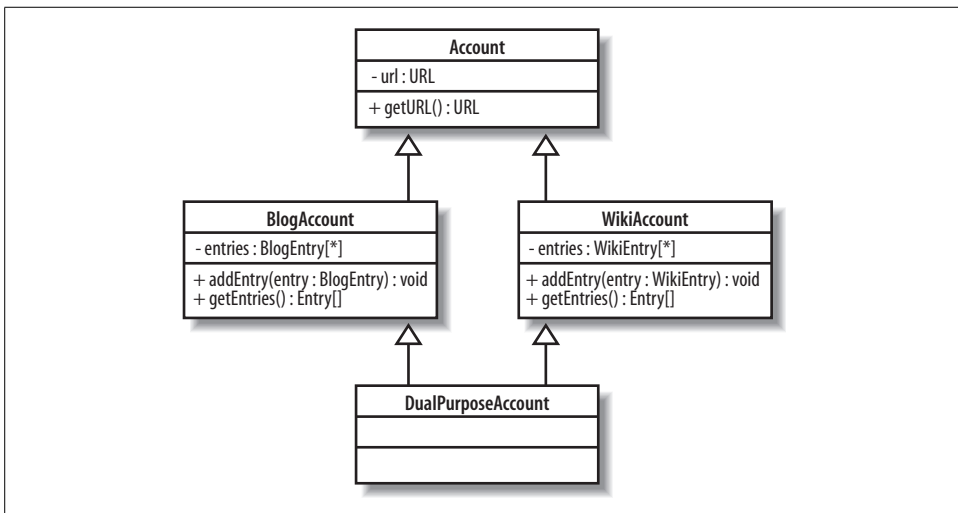 Account
- url : URL
+ getURL() : URL
BlogAccount
- entries : BlogEntry[*]
+ addEntry(entry : BlogEntry) : void
+ getEntries() : Entry[]
WikiAccount
- entries : WikiEntry[*]
+ addEntry(entry : WikiEntry) : void
+ getEntries() : Entry[]
DualPurposeAccount